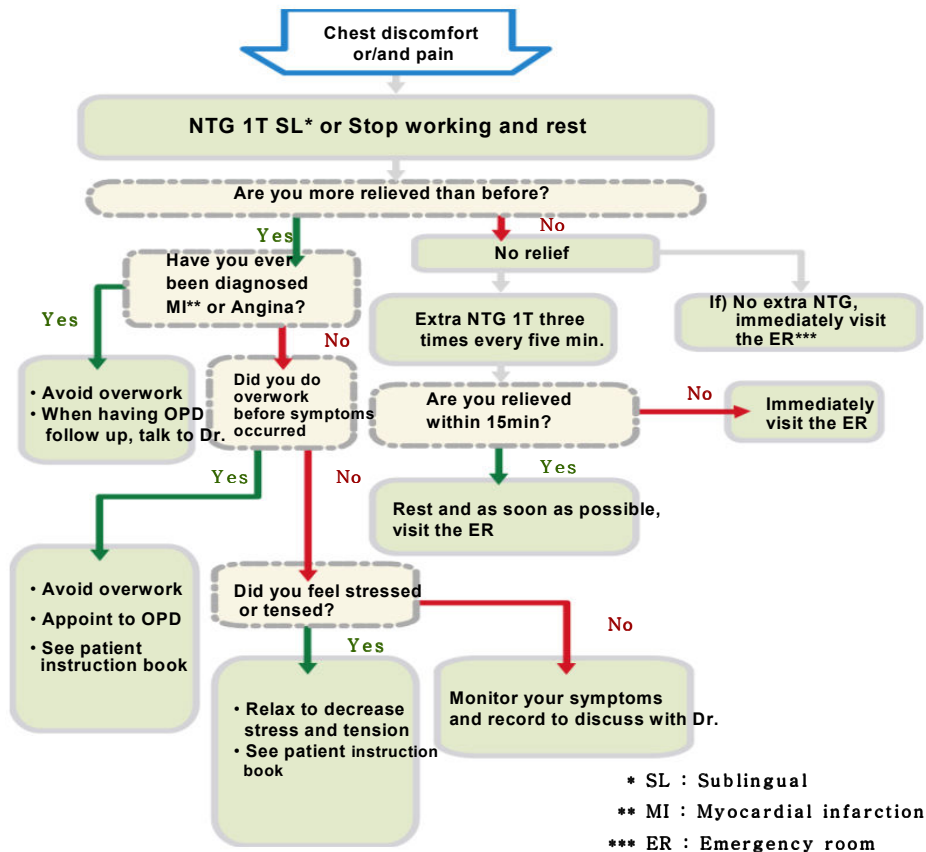 Chest discomfort
or/and pain
NTG 1T SL* or Stop working and rest
Are you more relieved than before?
Yes
No
Have you ever
been diagnosed
MI** or Angina?
No relief
Yes
No
Extra NTG 1T three
times every five min.
If) No extra NTG,
immediately visit
the ER***
• Avoid overwork
• When having OPD
follow up, talk to Dr.
Did you do
overwork
before symptoms
occurred
Are you relieved
within 15min?
No
Immediately
visit the ER
Yes
No
Yes
Rest and as soon as possible,
visit the ER
• Avoid overwork
• Appoint to OPD
• See patient
instruction book
Did you feel stressed
or tensed?
Yes
No
• Relax to decrease
stress and tension
• See patient instruction
book
Monitor your symptoms
and record to discuss with Dr.
* SL : Sublingual
** MI : Myocardial infarction
*** ER : Emergency room